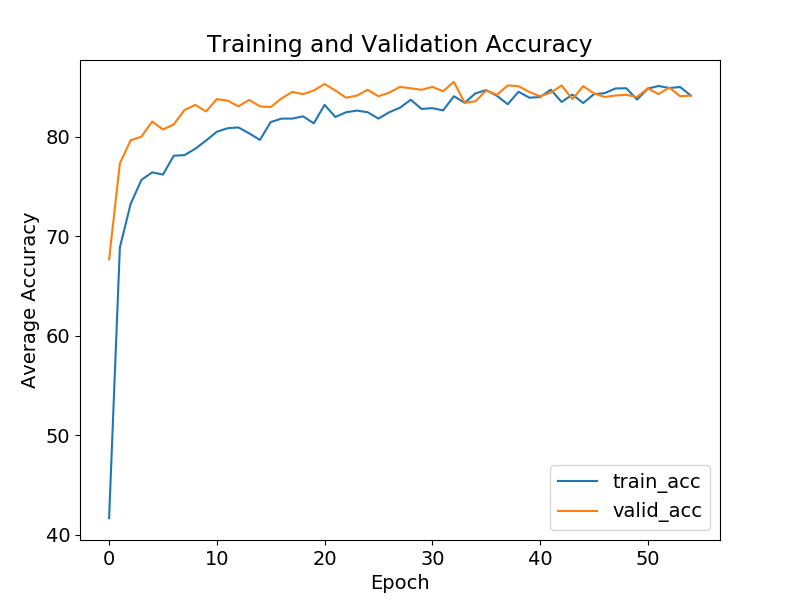 Training and Validation Accuracy
Average Accuracy
80
70
60
50
40
0 10 20 30 40 50
Epoch
train_acc
valid_acc